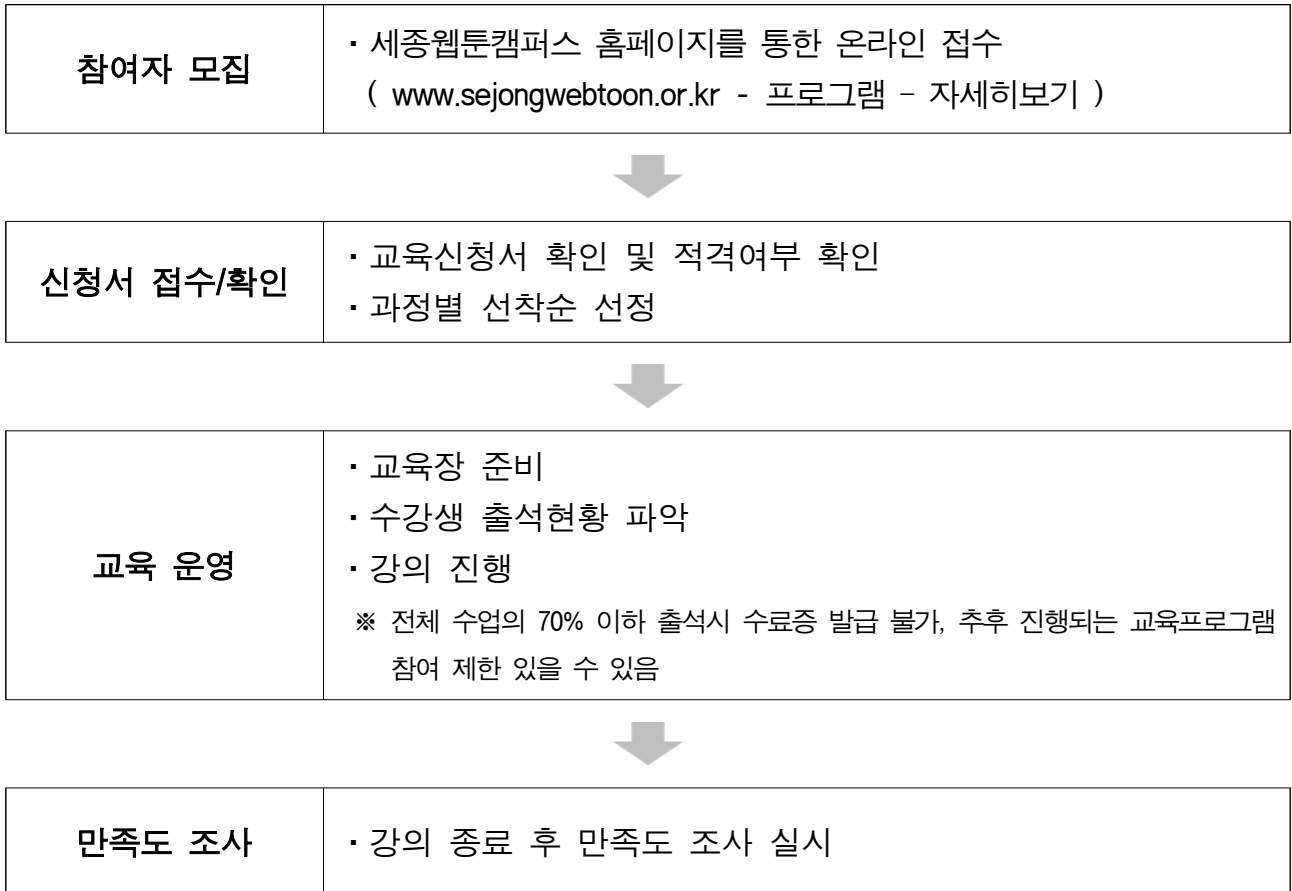 참여자 모집
· 세종웹툰캠퍼스 홈페이지를 통한 온라인 접수
( www.sejongwebtoon.or.kr - 프로그램 – 자세히보기 )
신청서 접수/확인
· 교육신청서 확인 및 적격여부 확인
· 과정별 선착순 선정
교육 운영
· 교육장 준비
· 수강생 출석현황 파악
· 강의 진행
※ 전체 수업의 70% 이하 출석시 수료증 발급 불가, 추후 진행되는 교육프로그램
참여 제한 있을 수 있음
만족도 조사
· 강의 종료 후 만족도 조사 실시